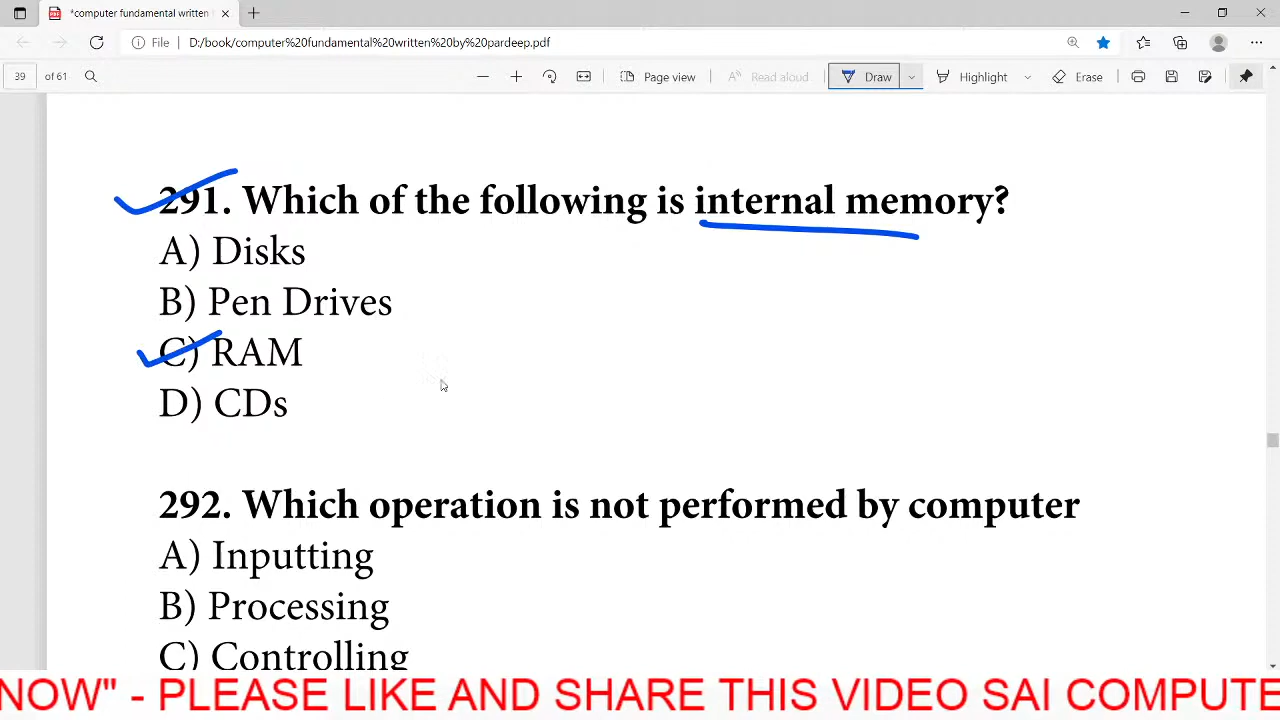 *computer fundamental written
File D:/book/computer%20fundamental%20written%20by%20pardeep.pdf
39 of 61 Page view Read aloud Draw Highlight Erase
291. Which of the following is internal memory?
A) Disks
B) Pen Drives
C) RAM
D) CDs
292. Which operation is not performed by computer
A) Inputting
B) Processing
C) Controlling
NOW" - PLEASE LIKE AND SHARE THIS VIDEO SAI COMPUTE